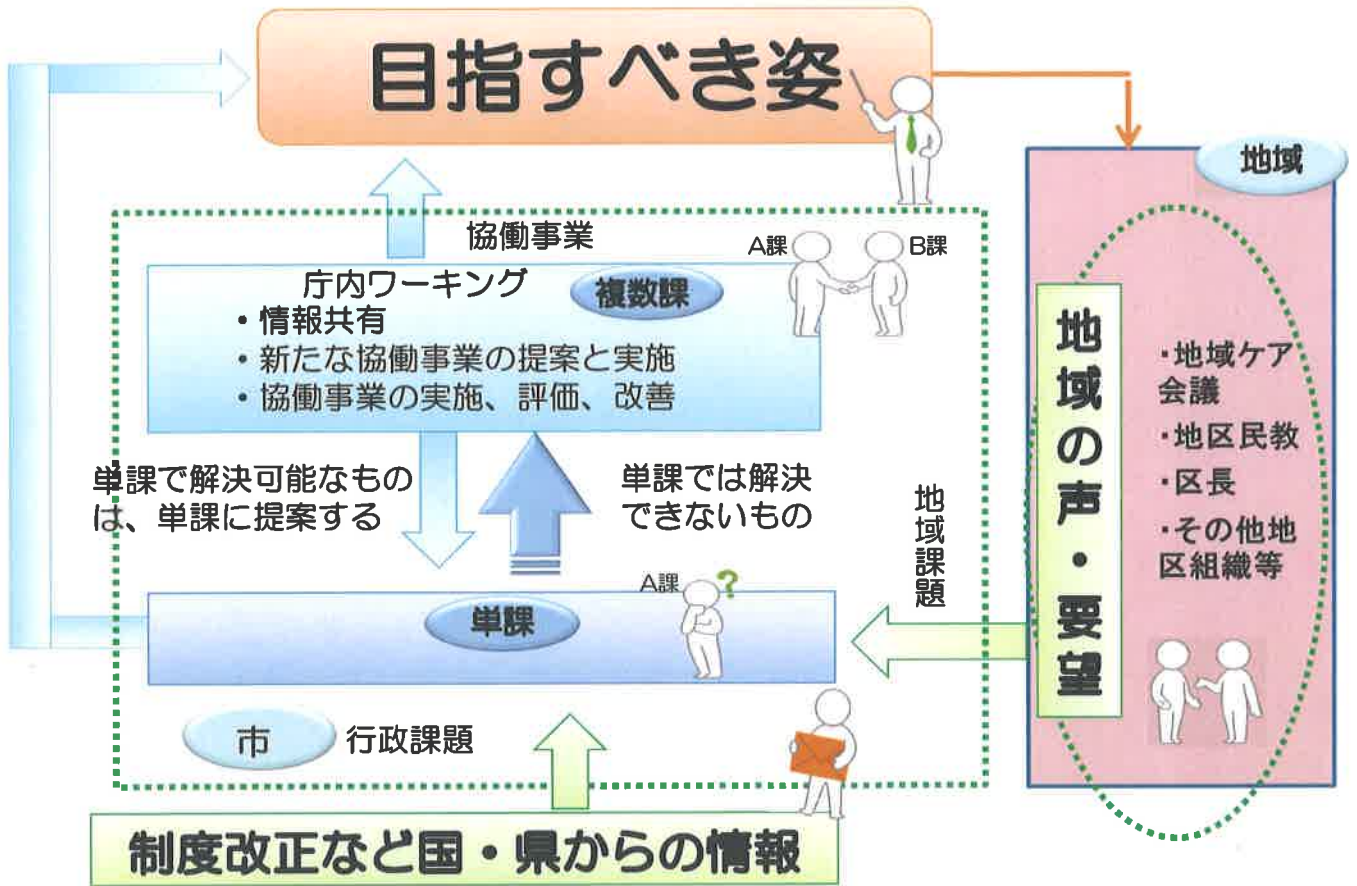 目指すべき姿
地域
協働事業
A課
B課
庁内ワーキング
複数課
・情報共有
・新たな協働事業の提案と実施
・協働事業の実施、評価、改善
単課で解決可能なもの
は、単課に提案する
単課では解決
できないもの
A課
?
単課
地域課題
地域の声・要望
・地域ケア
会議
・地区民教
・区長
・その他地
区組織等
市
行政課題
制度改正など国・県からの情報